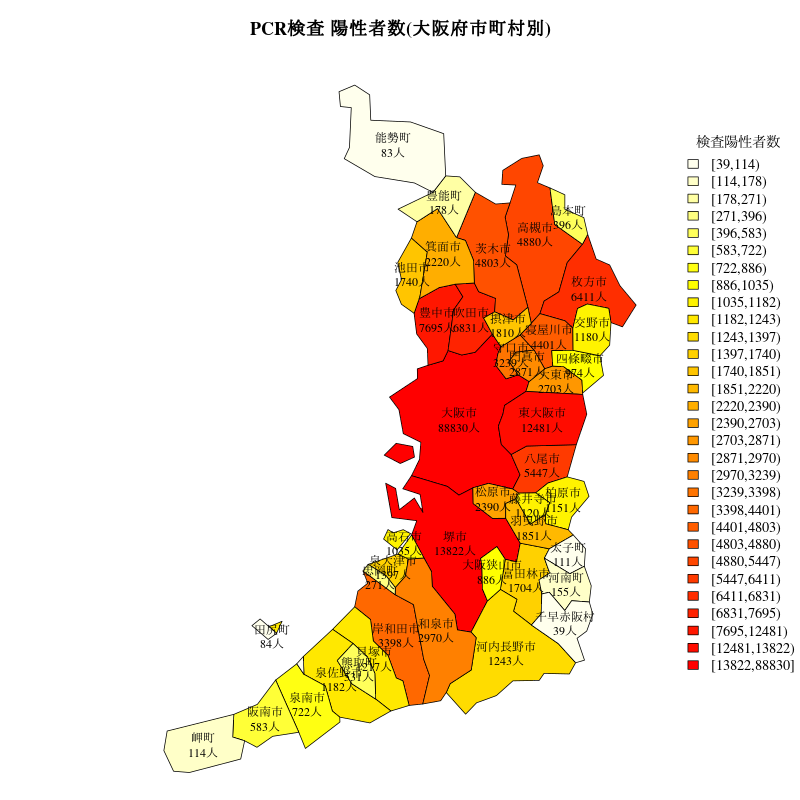 PCR検査 陽性者数(大阪府市町村別)
能勢町
83人
豊能町
178人
島本町
396人
高槻市
4880人
茨木市
4803人
箕面市
2220人
池田市
1740人
枚方市
6411人
豊中市
7695人
吹田市
6831人
摂津市
1810人
交野市
1180人
寝屋川市
4401人
守口市
3239人
門真市
2871人
四條畷市
974人
大東市
2703人
大阪市
88830人
東大阪市
12481人
八尾市
5447人
松原市
2390人
藤井寺市
1120人
柏原市
1151人
羽曳野市
1851人
高石市
1035人
堺市
13822人
太子町
111人
大阪狭山市
886人
富田林市
1704人
河南町
155人
泉大津市
1397人
忠岡町
271人
千早赤阪村
39人
田尻町
84人
岸和田市
3398人
和泉市
2970人
河内長野市
1243人
貝塚市
1217人
熊取町
531人
泉佐野市
1182人
泉南市
722人
阪南市
583人
岬町
114人
検査陽性者数
[39,114)
[114,178)
[178,271)
[271,396)
[396,583)
[583,722)
[722,886)
[886,1035)
[1035,1182)
[1182,1243)
[1243,1397)
[1397,1740)
[1740,1851)
[1851,2220)
[2220,2390)
[2390,2703)
[2703,2871)
[2871,2970)
[2970,3239)
[3239,3398)
[3398,4401)
[4401,4803)
[4803,4880)
[4880,5447)
[5447,6411)
[6411,6831)
[6831,7695)
[7695,12481)
[12481,13822)
[13822,88830]